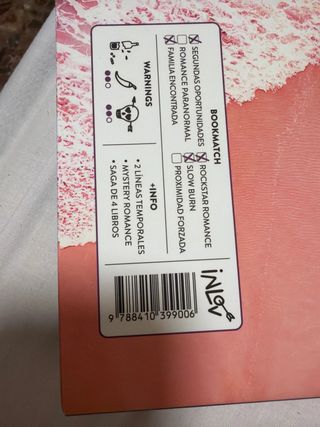 BOOKMATCH
SEGUNDAS OPORTUNIDADES
ROMANCE PARANORMAL
FAMILIA ENCONTRADA
ROCKSTAR ROMANCE
SLOW BURN
PROXIMIDAD FORZADA
WARNINGS
+INFO
• 2 LÍNEAS TEMPORALES
• MYSTERY ROMANCE
• SAGA DE 4 LIBROS
INLOV
9 788410 399006